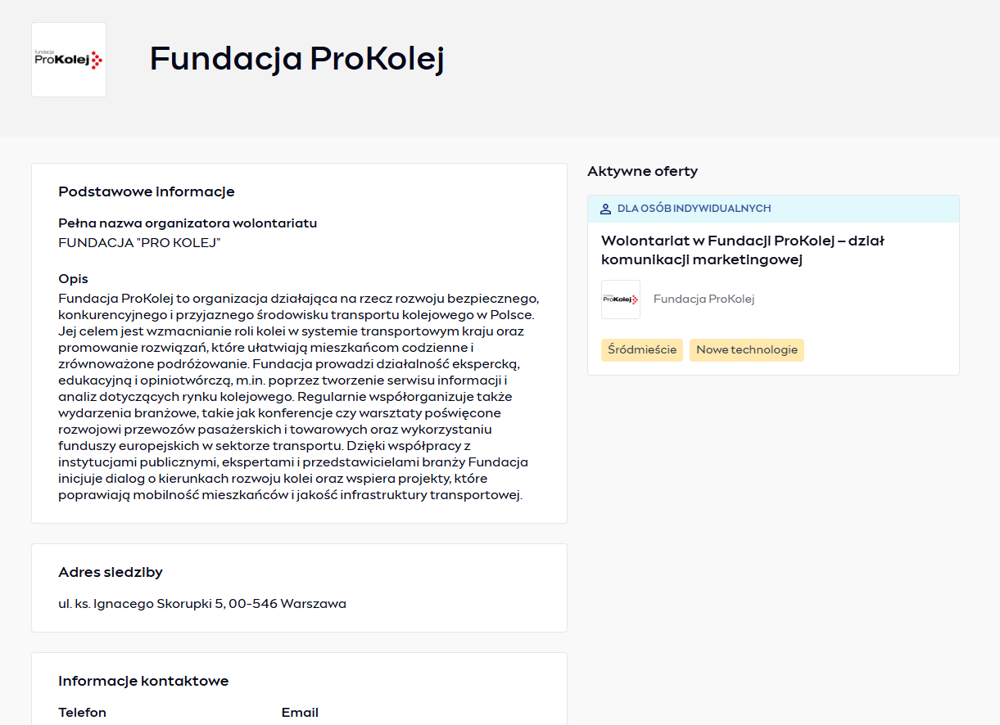 fundacja
ProKolej
Fundacja ProKolej
Podstawowe informacje
Pełna nazwa organizatora wolontariatu
FUNDACJA "PRO KOLEJ"
Opis
Fundacja ProKolej to organizacja działająca na rzecz rozwoju bezpiecznego,
konkurencyjnego i przyjaznego środowisku transportu kolejowego w Polsce.
Jej celem jest wzmacnianie roli kolei w systemie transportowym kraju oraz
promowanie rozwiązań, które ułatwiają mieszkańcom codzienne i
zrównoważone podróżowanie. Fundacja prowadzi działalność ekspercką,
edukacyjną i opiniotwórczą, m.in. poprzez tworzenie serwisu informacji i
analiz dotyczących rynku kolejowego. Regularnie współorganizuje także
wydarzenia branżowe, takie jak konferencje czy warsztaty poświęcone
rozwojowi przewozów pasażerskich i towarowych oraz wykorzystaniu
funduszy europejskich w sektorze transportu. Dzięki współpracy z
instytucjami publicznymi, ekspertami i przedstawicielami branży Fundacja
inicjuje dialog o kierunkach rozwoju kolei oraz wspiera projekty, które
poprawiają mobilność mieszkańców i jakość infrastruktury transportowej.
Adres siedziby
ul. ks. Ignacego Skorupki 5, 00-546 Warszawa
Informacje kontaktowe
Telefon Email
Aktywne oferty
DLA OSÓB INDYWIDUALNYCH
Wolontariat w Fundacji ProKolej – dział
komunikacji marketingowej
ProKolej
Fundacja ProKolej
Śródmieście Nowe technologie